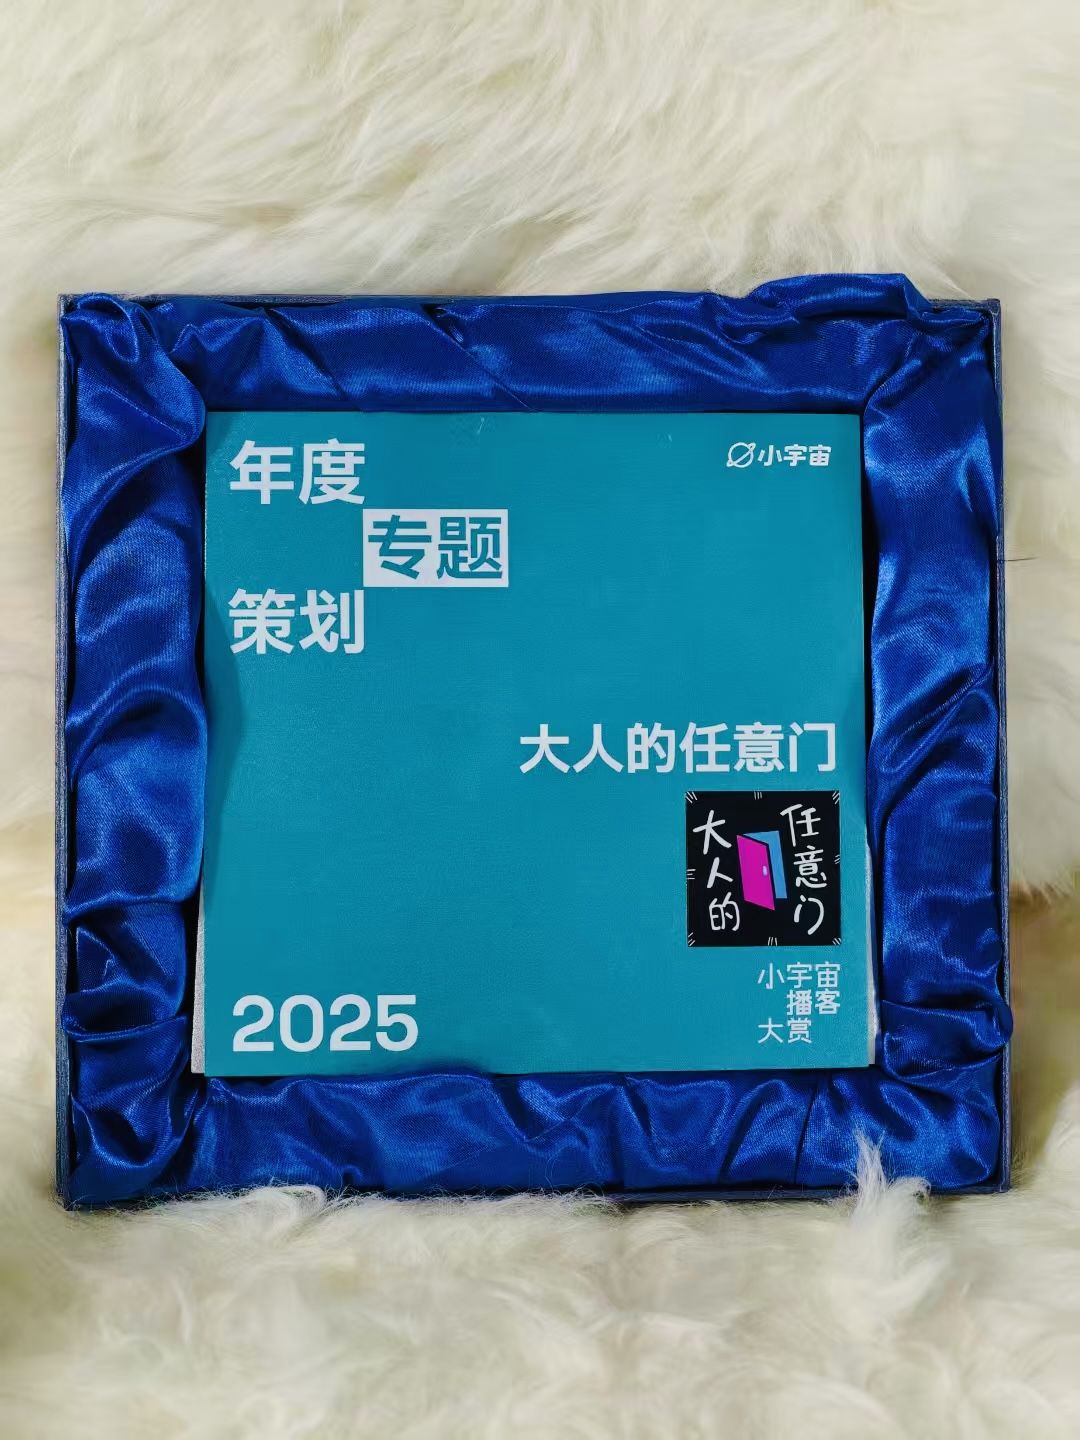 年度
小宇宙
专题
策划
大人的任意门
大人的
任意门
2025
小宇宙
播客
大赏